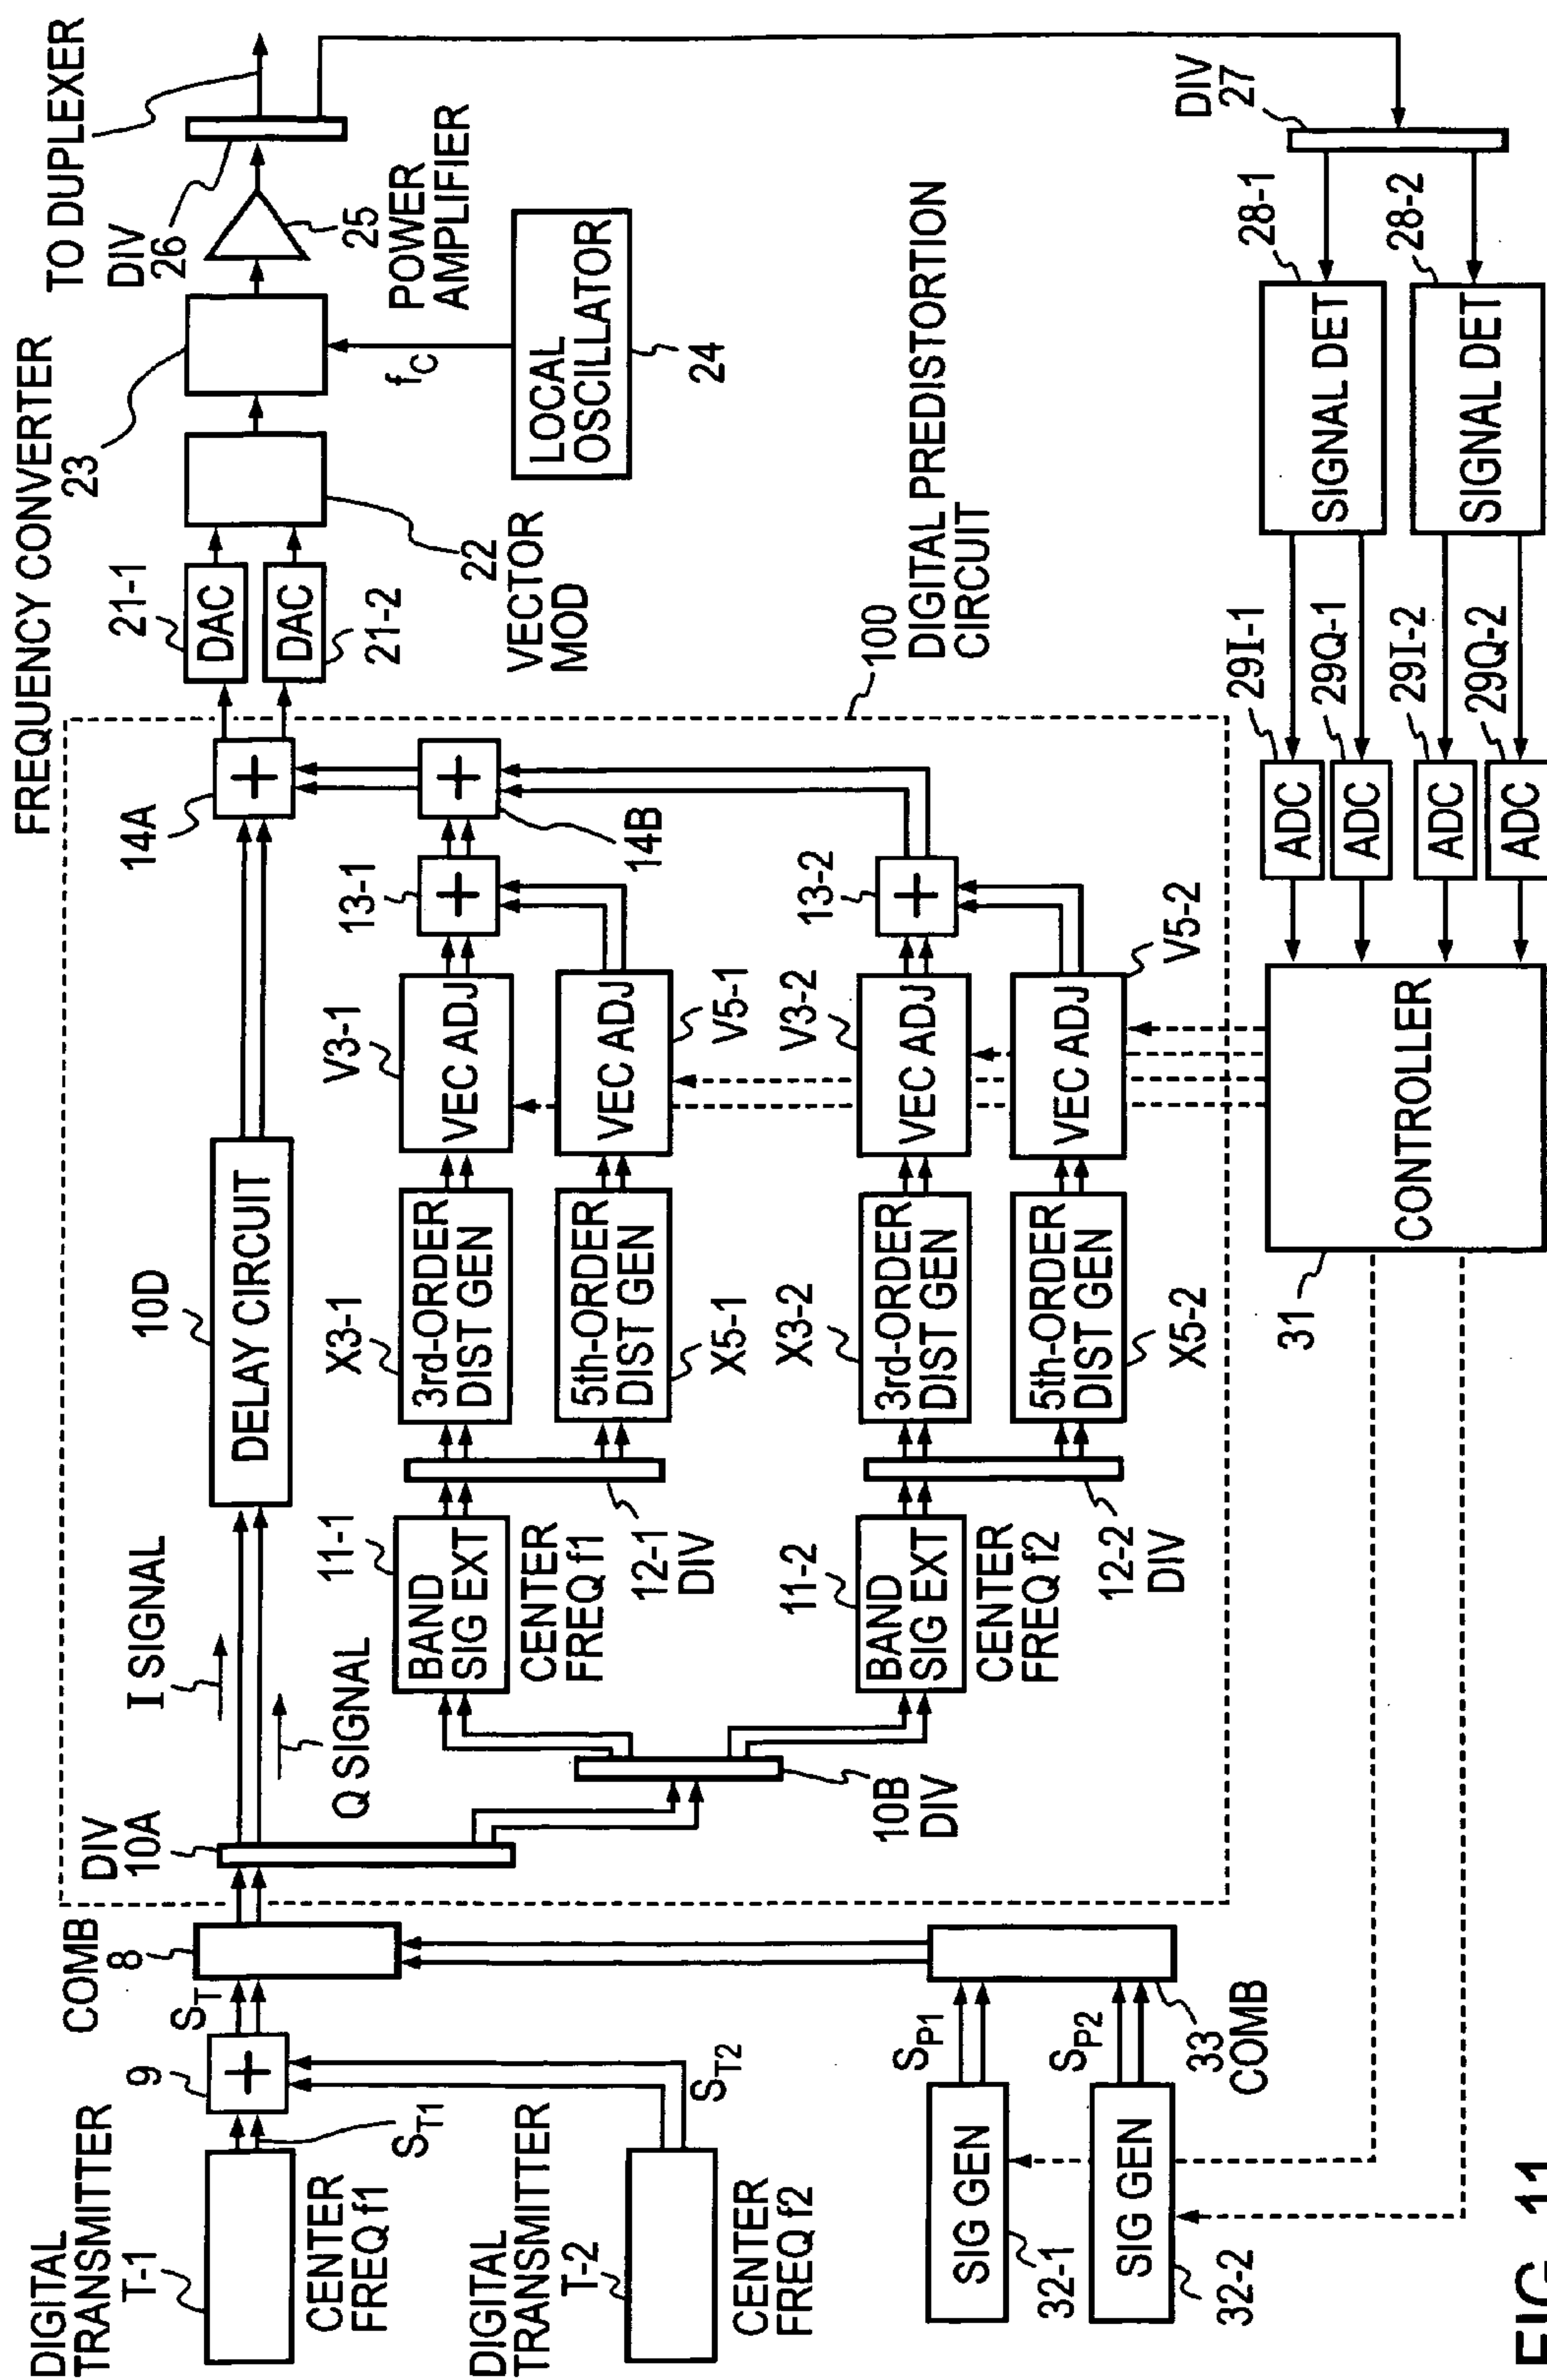 FREQUENCY CONVERTER
TO DUPLEXER
DIV
26
23
21-1
DAC
DAC
21-2
22
VECTOR
MOD
fC
LOCAL
OSCILLATOR
24
25
POWER
AMPLIFIER
100
DIGITAL PREDISTORTION
CIRCUIT
DIGITAL
TRANSMITTER
T-1
CENTER
FREQ f1
9
+
ST1
ST
COMB
8
DIV
10A
I SIGNAL
Q SIGNAL
10D
DELAY CIRCUIT
14A
+
11-1
BAND
SIG EXT
CENTER
FREQ f1
12-1
DIV
X3-1
3rd-ORDER
DIST GEN
V3-1
VEC ADJ
13-1
+
+
14B
5th-ORDER
DIST GEN
X5-1
VEC ADJ
V5-1
10B
DIV
DIGITAL
TRANSMITTER
T-2
CENTER
FREQ f2
ST2
11-2
BAND
SIG EXT
CENTER
FREQ f2
12-2
DIV
X3-2
3rd-ORDER
DIST GEN
V3-2
VEC ADJ
13-2
+
5th-ORDER
DIST GEN
X5-2
VEC ADJ
V5-2
SIG GEN
32-1
SP1
SIG GEN
32-2
SP2
33
COMB
31
CONTROLLER
29I-1
ADC
29Q-1
ADC
29I-2
ADC
29Q-2
ADC
28-1
SIGNAL DET
28-2
SIGNAL DET
DIV
27
FIG. 11